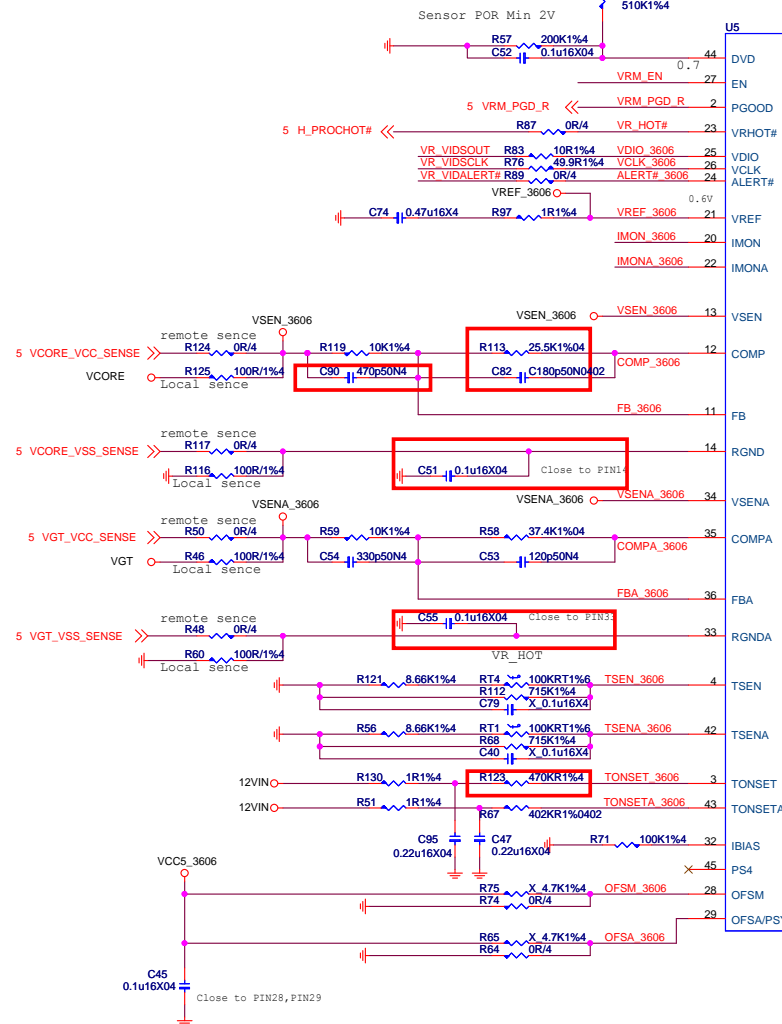 510K1%4
Sensor POR Min 2V
U5
R57 200K1%4
C52 0.1u16X04
0.7
44 DVD
VRM_EN 27 EN
5 VRM_PGD_R VRM_PGD_R 2 PGOOD
5 H_PROCHOT# R87 0R/4 VR_HOT# 23 VRHOT#
VR_VIDSOUT R83 10R1%4 VDIO_3606 25 VDIO
VR_VIDSCLK R76 49.9R1%4 VCLK_3606 26 VCLK
VR_VIDALERT# R89 0R/4 ALERT#_3606 24 ALERT#
VREF_3606
0.6V
C74 0.47u16X4 R97 1R1%4 VREF_3606 21 VREF
IMON_3606 20 IMON
IMONA_3606 22 IMONA
VSEN_3606 VSEN_3606 VSEN_3606 13 VSEN
remote sence
5 VCORE_VCC_SENSE R124 0R/4 R119 10K1%4 R113 25.5K1%04 12 COMP
COMP_3606
VCORE R125 100R/1%4 C90 470p50N4 C82 C180p50N0402
Local sence
FB_3606 11 FB
remote sence
5 VCORE_VSS_SENSE R117 0R/4 14 RGND
R116 100R/1%4 C51 0.1u16X04 Close to PIN14
Local sence
VSENA_3606 VSENA_3606 VSENA_3606 34 VSENA
remote sence
5 VGT_VCC_SENSE R50 0R/4 R59 10K1%4 R58 37.4K1%04 35 COMPA
COMPA_3606
VGT R46 100R/1%4 C54 330p50N4 C53 120p50N4
Local sence
FBA_3606 36 FBA
remote sence C55 0.1u16X04 Close to PIN33
5 VGT_VSS_SENSE R48 0R/4 33 RGNDA
R60 100R/1%4
Local sence
VR_HOT
R121 8.66K1%4 RT4 100KRT1%6 TSEN_3606 4 TSEN
R112 715K1%4
C79 X_0.1u16X4
R56 8.66K1%4 RT1 100KRT1%6 TSENA_3606 42 TSENA
R68 715K1%4
C40 X_0.1u16X4
12VIN R130 1R1%4 R123 470KR1%4 TONSET_3606 3 TONSET
12VIN R51 1R1%4 TONSETA_3606 43 TONSETA
R67 402KR1%0402
C95 0.22u16X04
C47 0.22u16X04
R71 100K1%4 32 IBIAS
VCC5_3606
45 PS4
R75 X_4.7K1%4 OFSM_3606 28 OFSM
R74 0R/4
29 OFSA/PSY
R65 X_4.7K1%4 OFSA_3606
R64 0R/4
C45
0.1u16X04 Close to PIN28,PIN29